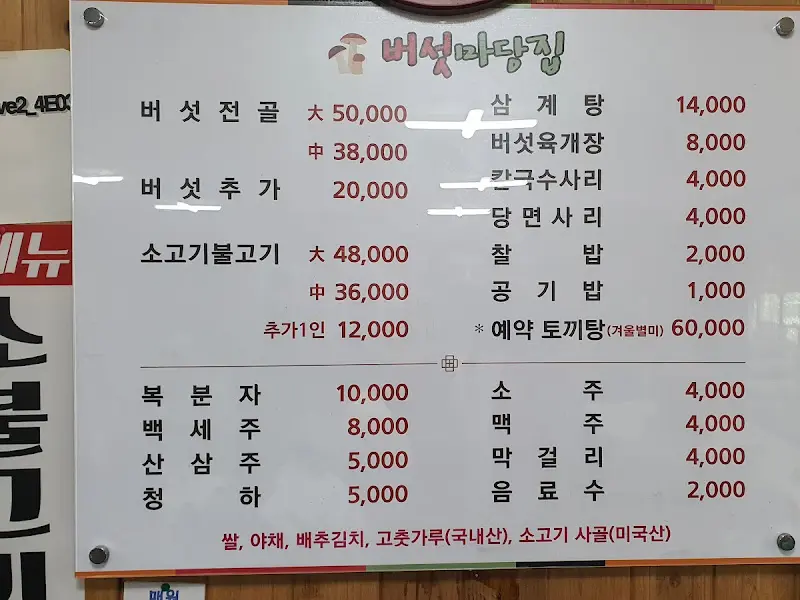 버섯마당집
버섯전골 大 50,000
中 38,000
버섯추가 20,000
소고기불고기 大 48,000
中 36,000
추가1인 12,000
삼계탕 14,000
버섯육개장 8,000
칼국수사리 4,000
당면사리 4,000
찰밥 2,000
공기밥 1,000
* 예약 토끼탕(겨울별미) 60,000
복분자 10,000
백세주 8,000
산삼주 5,000
청하 5,000
소주 4,000
맥주 4,000
막걸리 4,000
음료수 2,000
쌀, 야채, 배추김치, 고춧가루(국내산), 소고기 사골(미국산)
ve2_4E03
메뉴
소불고기